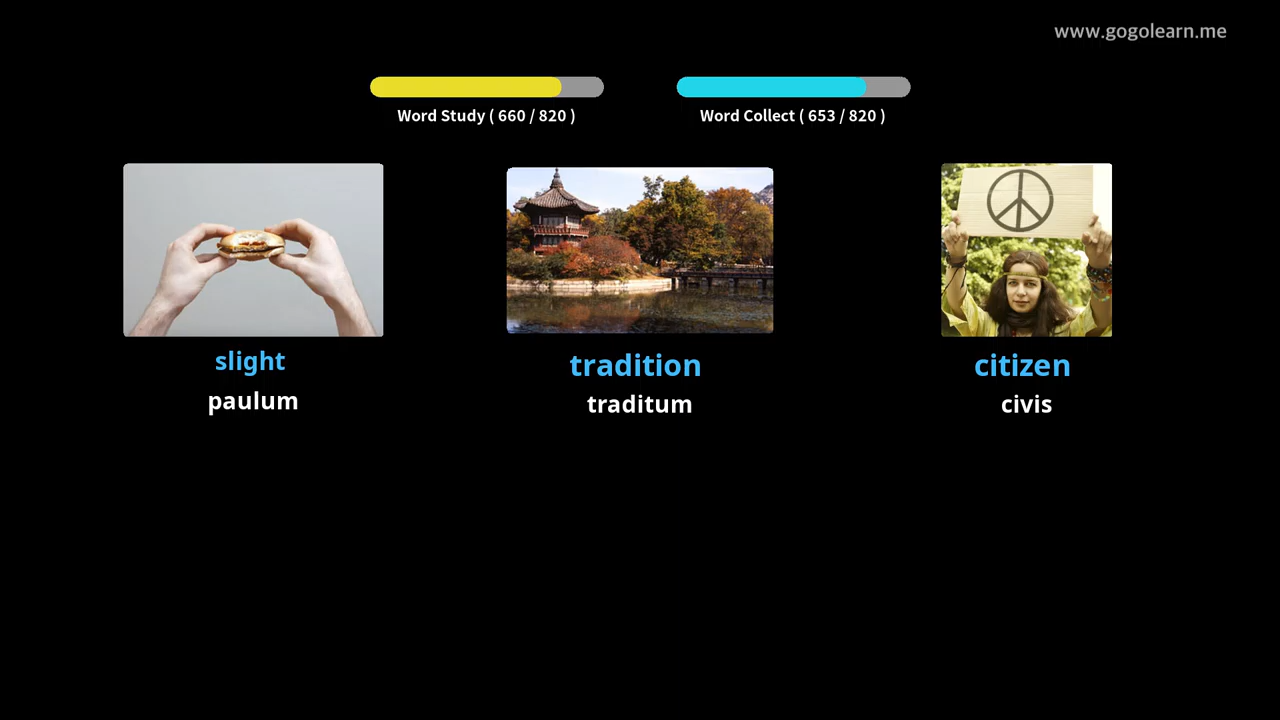 www.gogolearn.me
Word Study ( 660 / 820 )
Word Collect ( 653 / 820 )
slight
tradition
citizen
paulum
traditum
civis